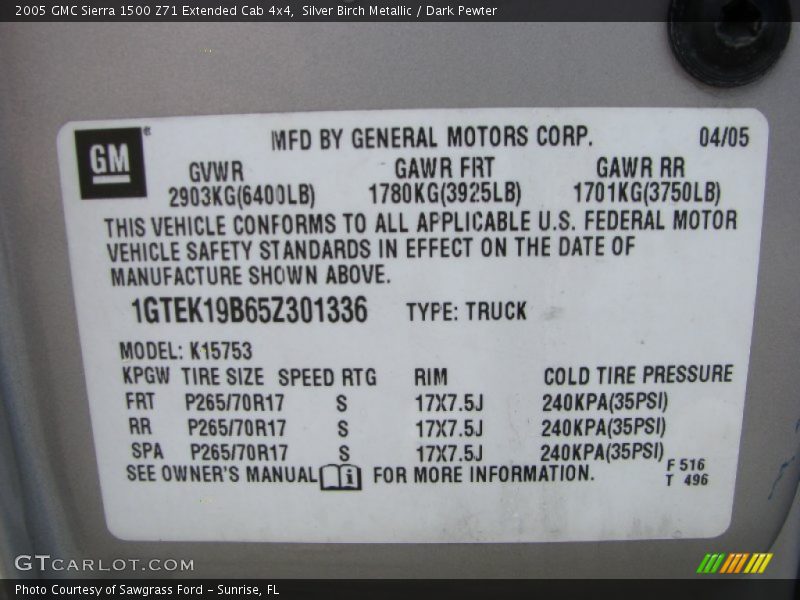 2005 GMC Sierra 1500 Z71 Extended Cab 4x4, Silver Birch Metallic / Dark Pewter
GM ® MFD BY GENERAL MOTORS CORP. 04/05
GVWR GAWR FRT GAWR RR
2903KG(6400LB) 1780KG(3925LB) 1701KG(3750LB)
THIS VEHICLE CONFORMS TO ALL APPLICABLE U.S. FEDERAL MOTOR
VEHICLE SAFETY STANDARDS IN EFFECT ON THE DATE OF
MANUFACTURE SHOWN ABOVE.
1GTEK19B65Z301336 TYPE: TRUCK
MODEL: K15753
KPGW TIRE SIZE SPEED RTG RIM COLD TIRE PRESSURE
FRT P265/70R17 S 17X7.5J 240KPA(35PSI)
RR P265/70R17 S 17X7.5J 240KPA(35PSI)
SPA P265/70R17 S 17X7.5J 240KPA(35PSI)
SEE OWNER'S MANUAL i FOR MORE INFORMATION.
F 516
T 496
GTCARLOT.COM
Photo Courtesy of Sawgrass Ford - Sunrise, FL